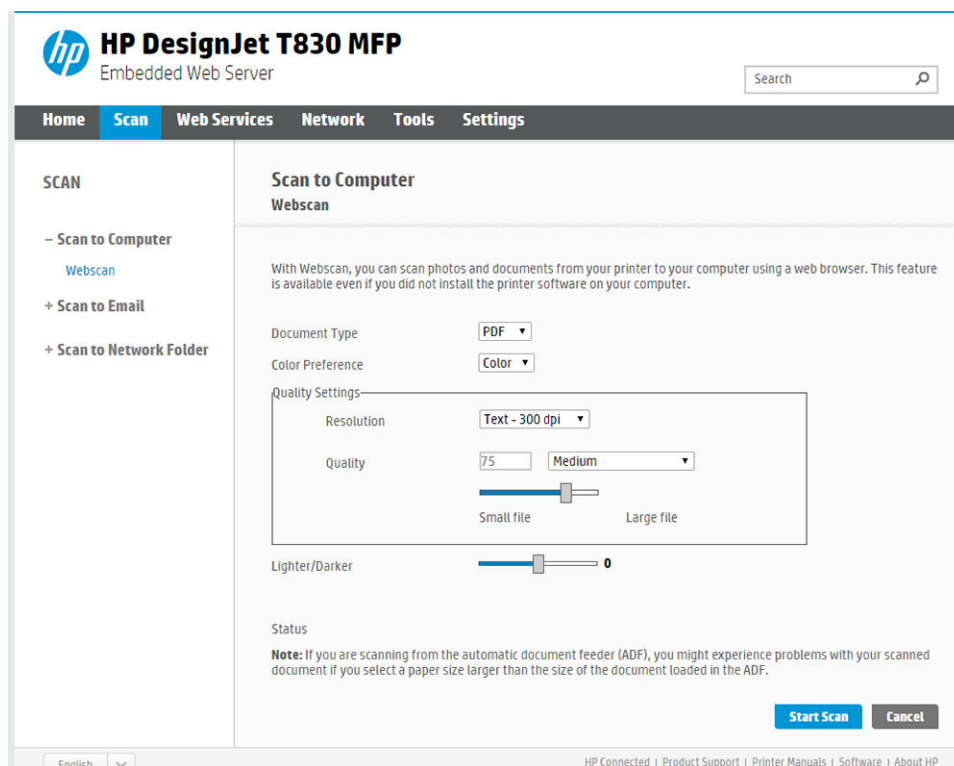 hp
HP DesignJet T830 MFP
Embedded Web Server
Search
Home Scan Web Services Network Tools Settings
SCAN
– Scan to Computer
Webscan
+ Scan to Email
+ Scan to Network Folder
Scan to Computer
Webscan
With Webscan, you can scan photos and documents from your printer to your computer using a web browser. This feature
is available even if you did not install the printer software on your computer.
Document Type PDF
Color Preference Color
Quality Settings
Resolution Text - 300 dpi
Quality 75 Medium
Small file Large file
Lighter/Darker 0
Status
Note: If you are scanning from the automatic document feeder (ADF), you might experience problems with your scanned
document if you select a paper size larger than the size of the document loaded in the ADF.
Start Scan Cancel
English HP Connected | Product Support | Printer Manuals | Software | About HP